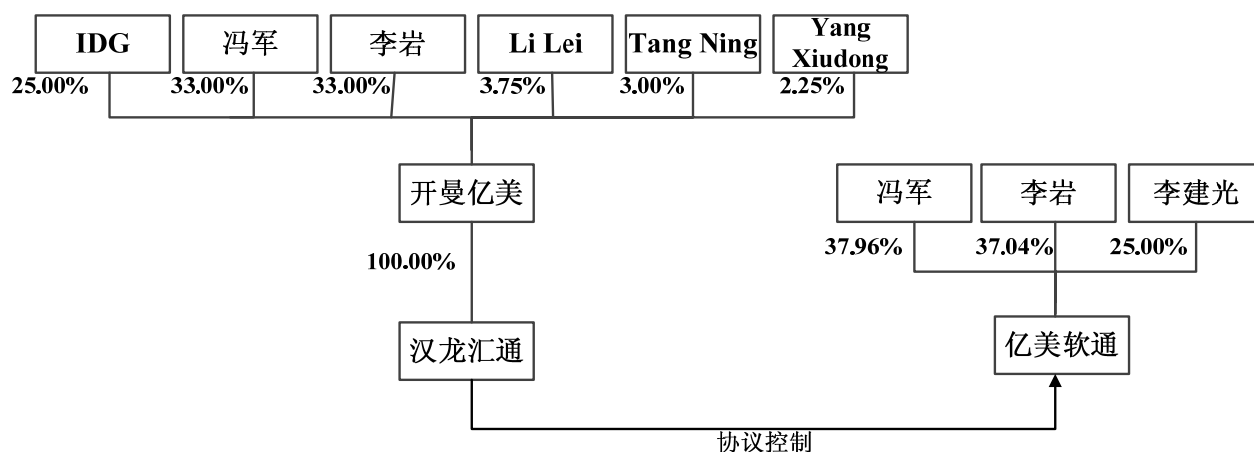 IDG
冯军
李岩
Li Lei
Tang Ning
Yang
Xiudong
25.00%
33.00%
33.00%
3.75%
3.00%
2.25%
开曼亿美
冯军
李岩
李建光
37.96%
37.04%
25.00%
100.00%
汉龙汇通
亿美软通
协议控制